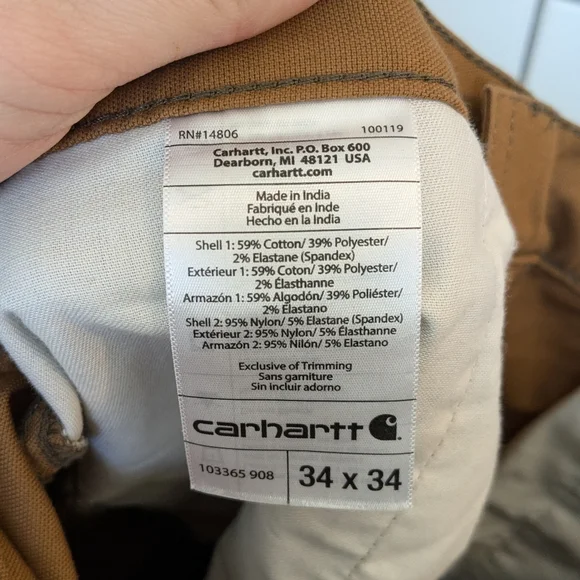 RN#14806 100119
Carhartt, Inc. P.O. Box 600
Dearborn, MI 48121 USA
carhartt.com
Made in India
Fabriqué en Inde
Hecho en la India
Shell 1: 59% Cotton/ 39% Polyester/
2% Elastane (Spandex)
Extérieur 1: 59% Coton/ 39% Polyester/
2% Élasthanne
Armazón 1: 59% Algodón/ 39% Poliéster/
2% Elastano
Shell 2: 95% Nylon/ 5% Elastane (Spandex)
Extérieur 2: 95% Nylon/ 5% Élasthanne
Armazón 2: 95% Nilón/ 5% Elastano
Exclusive of Trimming
Sans garniture
Sin incluir adorno
carhartt
103365 908 34 x 34